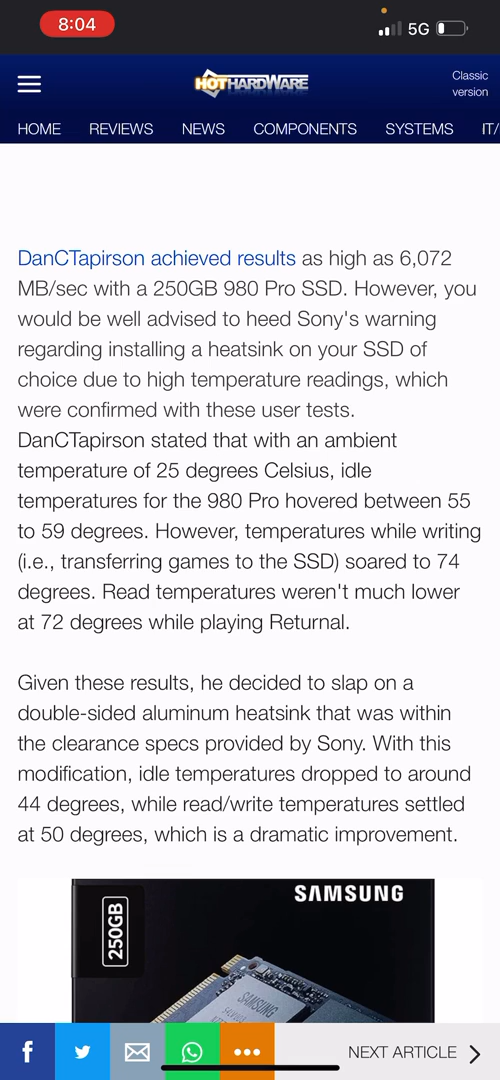 8:04
5G
HOTHARDWARE
Classic
version
HOME REVIEWS NEWS COMPONENTS SYSTEMS IT/
DanCTapirson achieved results as high as 6,072
MB/sec with a 250GB 980 Pro SSD. However, you
would be well advised to heed Sony's warning
regarding installing a heatsink on your SSD of
choice due to high temperature readings, which
were confirmed with these user tests.
DanCTapirson stated that with an ambient
temperature of 25 degrees Celsius, idle
temperatures for the 980 Pro hovered between 55
to 59 degrees. However, temperatures while writing
(i.e., transferring games to the SSD) soared to 74
degrees. Read temperatures weren't much lower
at 72 degrees while playing Returnal.
Given these results, he decided to slap on a
double-sided aluminum heatsink that was within
the clearance specs provided by Sony. With this
modification, idle temperatures dropped to around
44 degrees, while read/write temperatures settled
at 50 degrees, which is a dramatic improvement.
SAMSUNG
250GB
SAMSUNG
NEXT ARTICLE